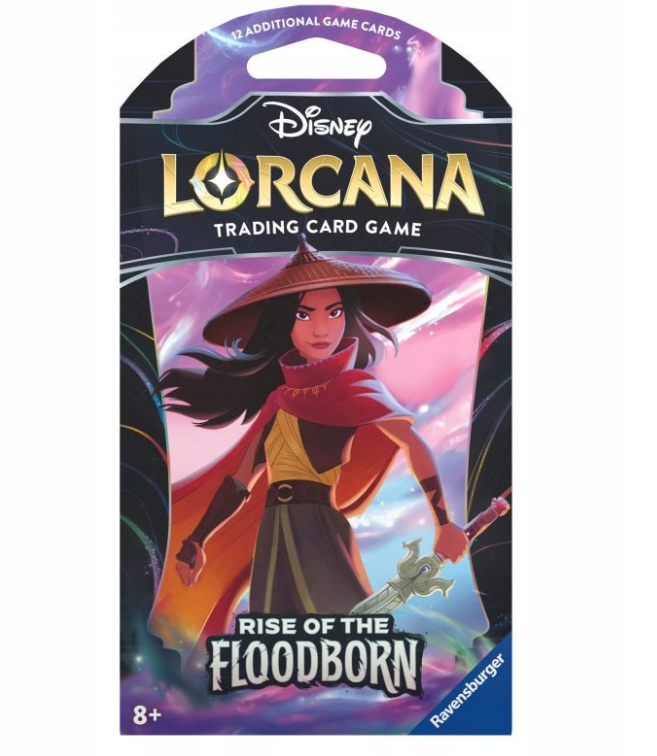 12 ADDITIONAL GAME CARDS
Disney
LORCANA
TRADING CARD GAME
RISE OF THE
FLOODBORN
8+
Ravensburger